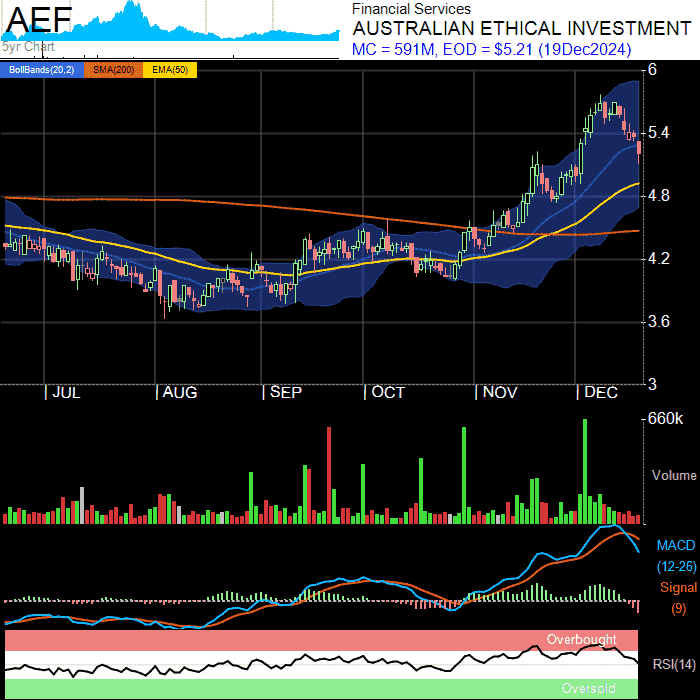 AEF
5yr Chart
Financial Services
AUSTRALIAN ETHICAL INVESTMENT
MC = 591M, EOD = $5.21 (19Dec2024)
BollBands(20,2) SMA(200) EMA(50)
6
5.4
4.8
4.2
3.6
3
JUL AUG SEP OCT NOV DEC
660k
Volume
MACD
(12-26)
Signal
(9)
Overbought
RSI(14)
Oversold